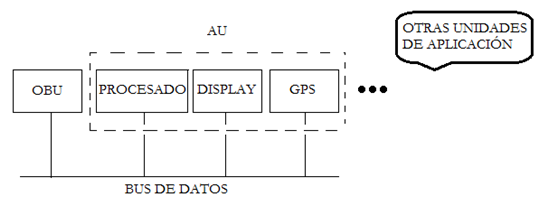 AU
OTRAS UNIDADES
DE APLICACIÓN
OBU
PROCESADO
DISPLAY
GPS
BUS DE DATOS